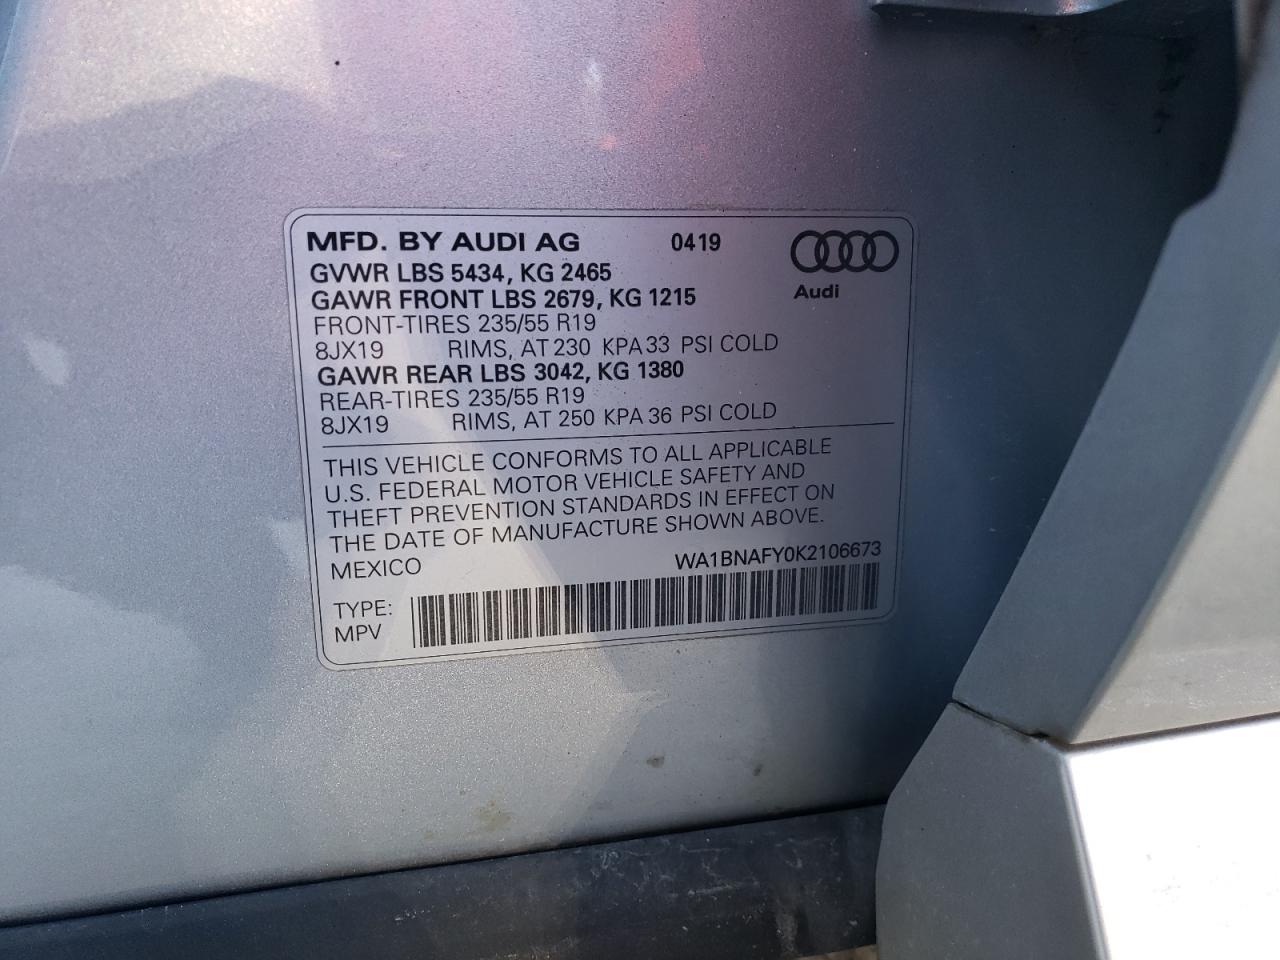 MFD. BY AUDI AG 0419
GVWR LBS 5434, KG 2465
GAWR FRONT LBS 2679, KG 1215
Audi
FRONT-TIRES 235/55 R19
8JX19 RIMS, AT 230 KPA 33 PSI COLD
GAWR REAR LBS 3042, KG 1380
REAR-TIRES 235/55 R19
8JX19 RIMS, AT 250 KPA 36 PSI COLD
THIS VEHICLE CONFORMS TO ALL APPLICABLE
U.S. FEDERAL MOTOR VEHICLE SAFETY AND
THEFT PREVENTION STANDARDS IN EFFECT ON
THE DATE OF MANUFACTURE SHOWN ABOVE.
MEXICO WA1BNAFY0K2106673
TYPE:
MPV